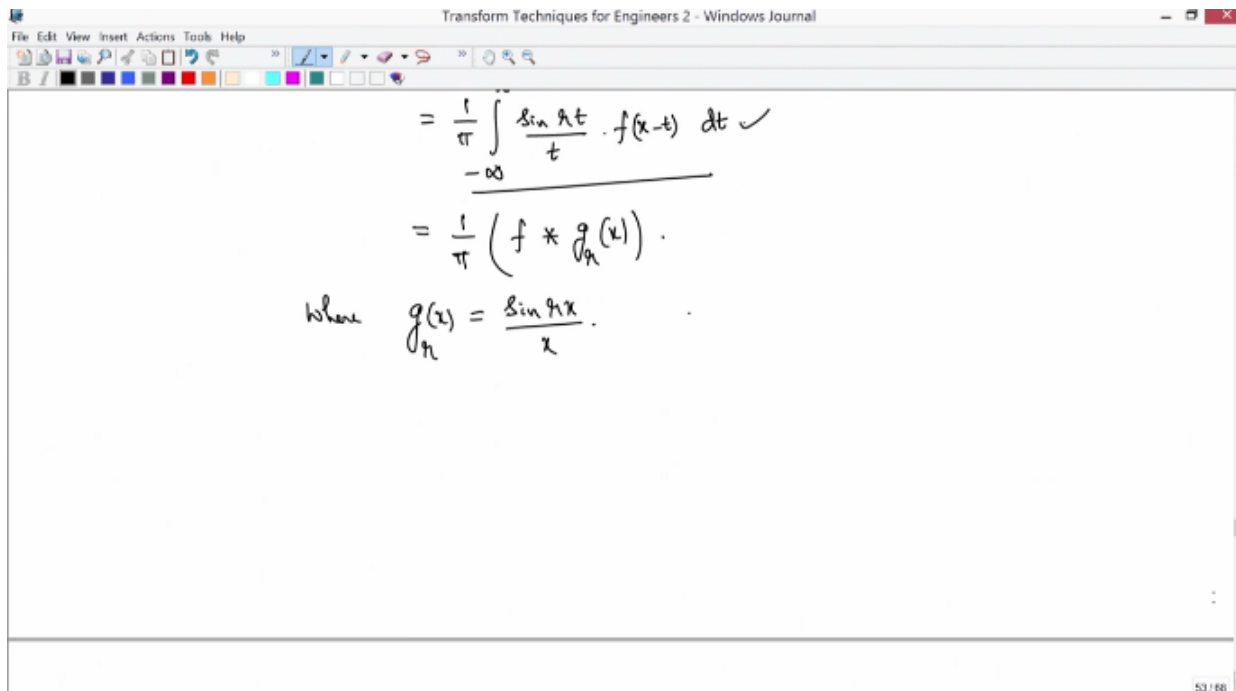 Transform Techniques for Engineers 2 - Windows Journal
File Edit View Insert Actions Tools Help
B I
= 1/π ∫_{-∞}^{∞} sin rt / t . f(x-t) dt ✓
= 1/π ( f * g_r(x) ) .
where g_r(x) = sin rx / x .
53 / 68